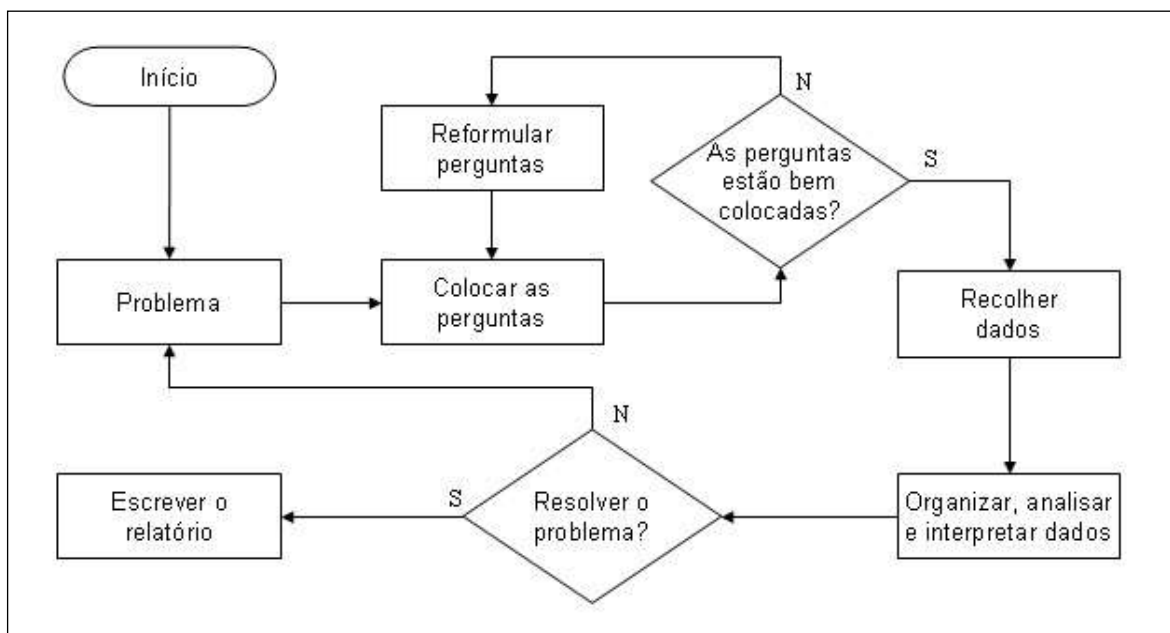 Início
Problema
Colocar as
perguntas
Reformular
perguntas
N
As perguntas
estão bem
colocadas?
S
Recolher
dados
Organizar, analisar
e interpretar dados
Resolver o
problema?
N
S
Escrever o
relatório